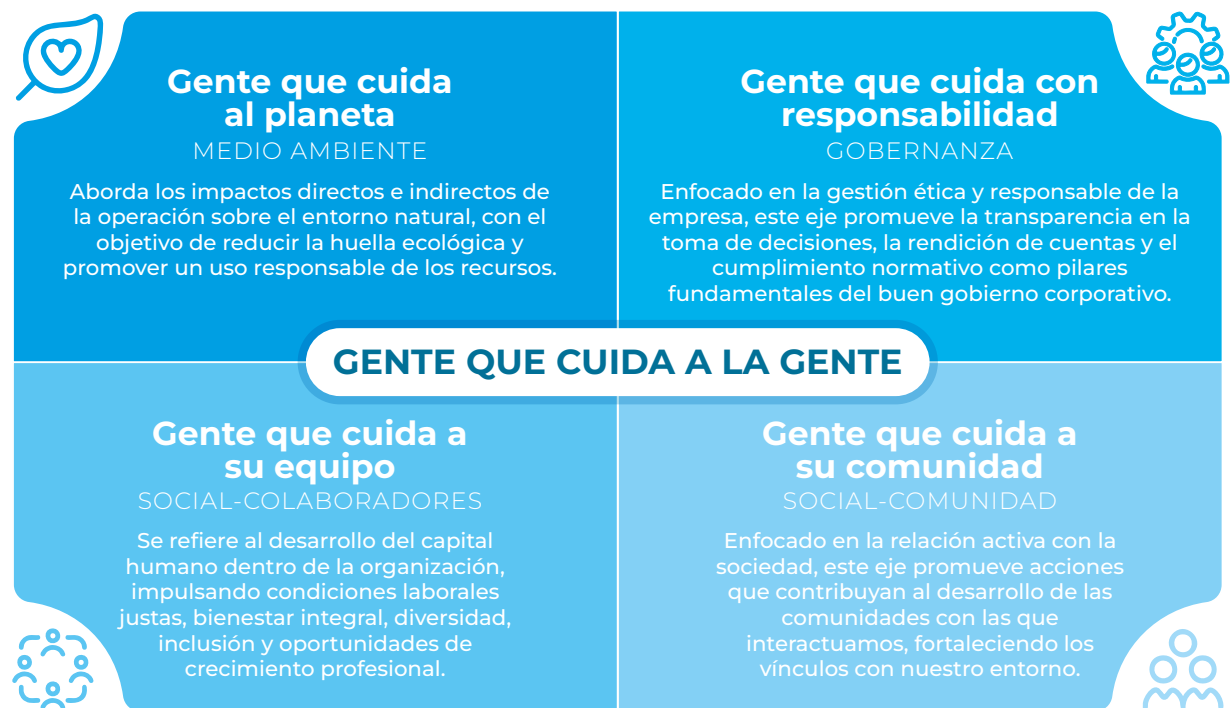 Gente que cuida
al planeta
MEDIO AMBIENTE
Aborda los impactos directos e indirectos de
la operación sobre el entorno natural, con el
objetivo de reducir la huella ecológica y
promover un uso responsable de los recursos.
Gente que cuida con
responsabilidad
GOBERNANZA
Enfocado en la gestión ética y responsable de la
empresa, este eje promueve la transparencia en la
toma de decisiones, la rendición de cuentas y el
cumplimiento normativo como pilares
fundamentales del buen gobierno corporativo.
GENTE QUE CUIDA A LA GENTE
Gente que cuida a
su equipo
SOCIAL-COLABORADORES
Se refiere al desarrollo del capital
humano dentro de la organización,
impulsando condiciones laborales
justas, bienestar integral, diversidad,
inclusión y oportunidades de
crecimiento profesional.
Gente que cuida a
su comunidad
SOCIAL-COMUNIDAD
Enfocado en la relación activa con la
sociedad, este eje promueve acciones
que contribuyan al desarrollo de las
comunidades con las que
interactuamos, fortaleciendo los
vínculos con nuestro entorno.